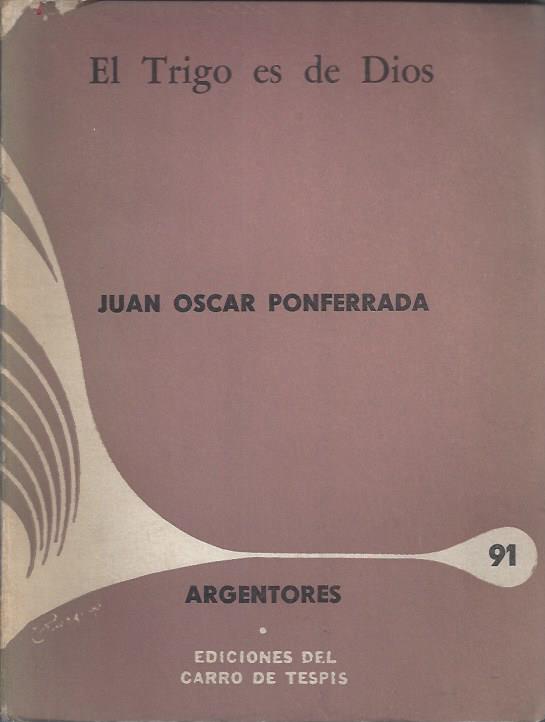 El Trigo es de Dios
JUAN OSCAR PONFERRADA
91
ARGENTORES
EDICIONES DEL
CARRO DE TESPIS